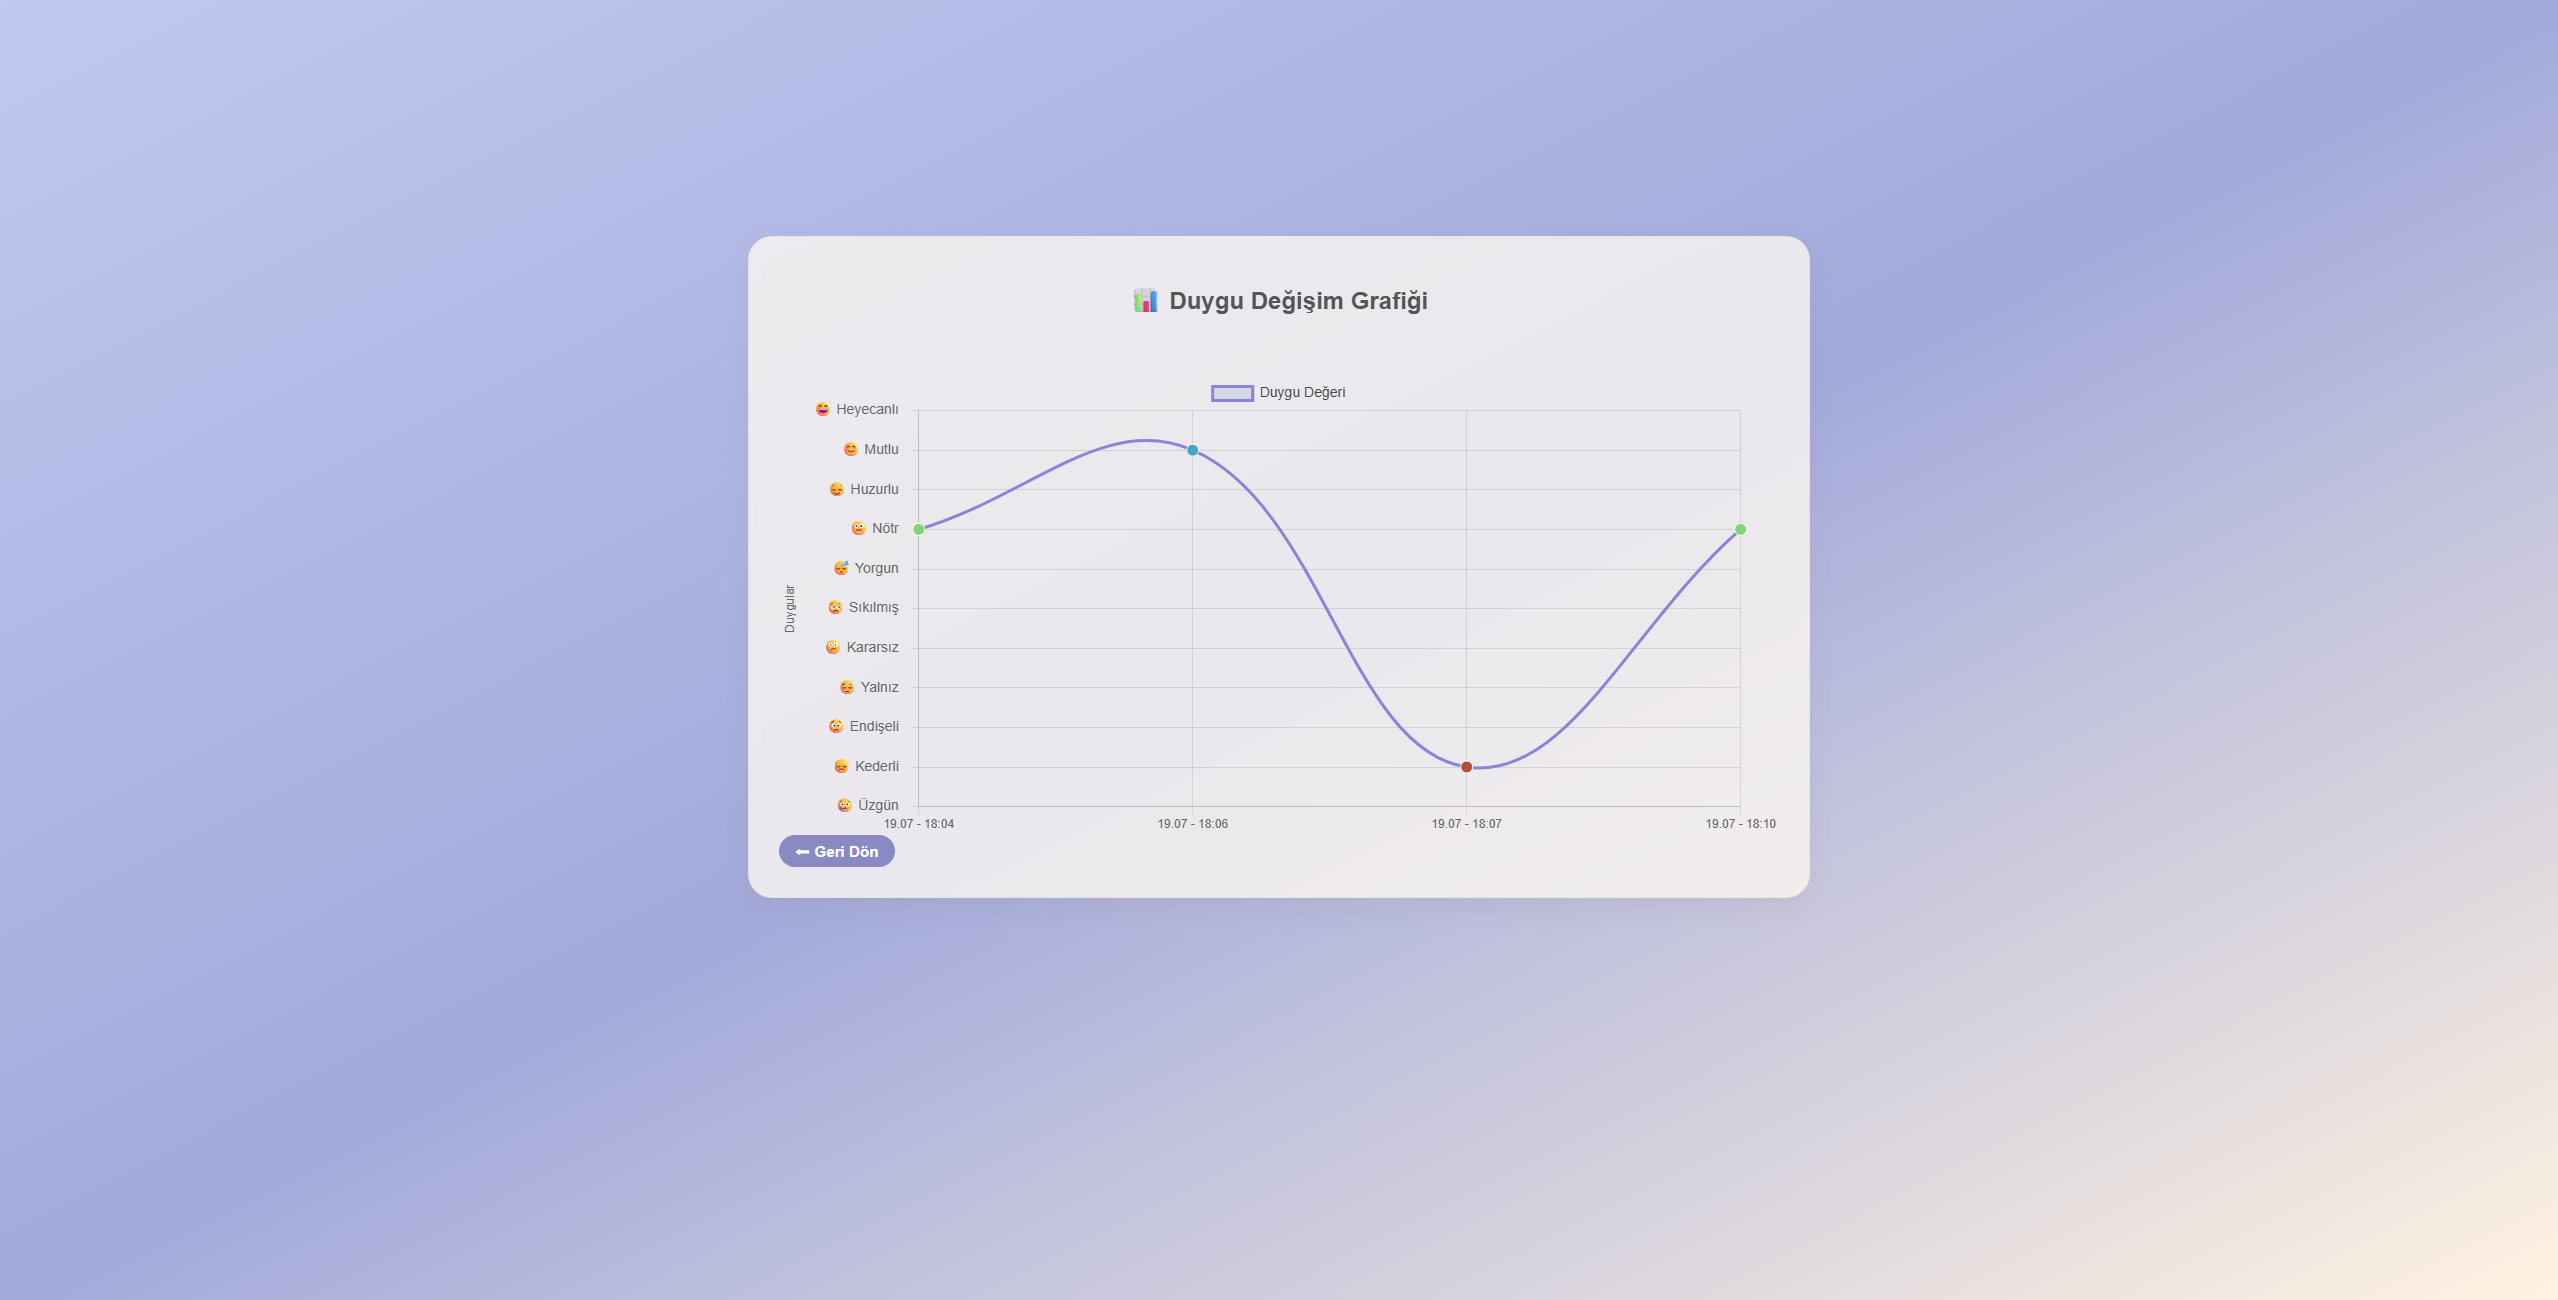 📊 Duygu Değişim Grafiği
Duygu Değeri
😝 Heyecanlı
😊 Mutlu
😌 Huzurlu
😐 Nötr
😴 Yorgun
Sıkılmış
Kararsız
Yalnız
Endişeli
Kederli
Üzgün
Duygular
19.07 - 18:04
19.07 - 18:06
19.07 - 18:07
19.07 - 18:10
⬅ Geri Dön